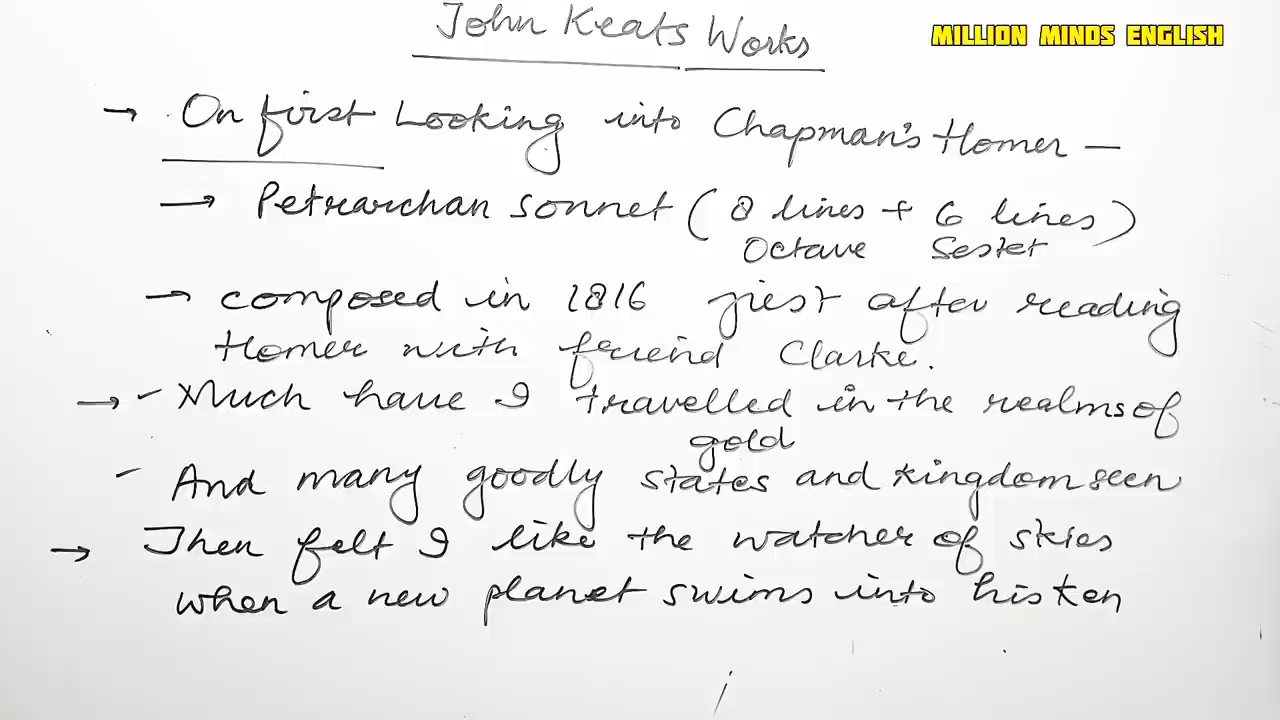 John Keats Works
MILLION MINDS ENGLISH
→ On first Looking into Chapman's Homer —
→ Petrarchan sonnet ( 8 lines + 6 lines )
Octave Sestet
→ composed in 1816 first after reading
Homer with friend Clarke.
→ - Much have I travelled in the realms of
gold
- And many goodly states and kingdom seen
→ Then felt I like the watcher of skies
when a new planet swims into his ken